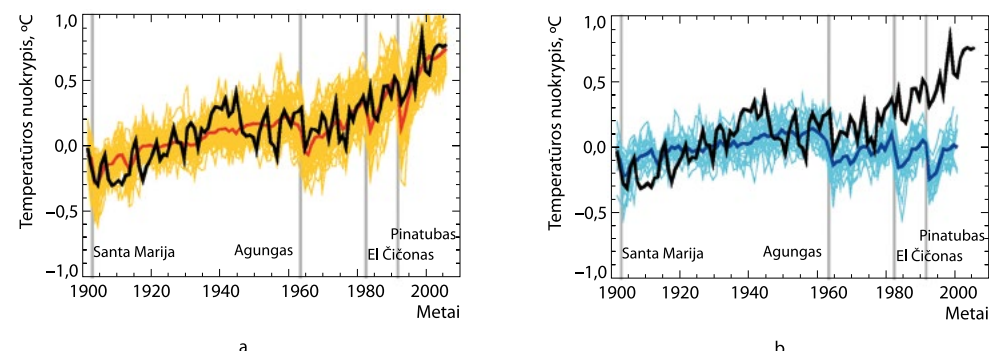 Temperatūros nuokrypis, ºC
1,0
0,5
0,0
−0,5
−1,0
Santa Marija
Agungas
Pinatubas
El Čičonas
1900 1920 1940 1960 1980 2000
Metai
a
Temperatūros nuokrypis, ºC
1,0
0,5
0,0
−0,5
−1,0
Santa Marija
Agungas
Pinatubas
El Čičonas
1900 1920 1940 1960 1980 2000
Metai
b